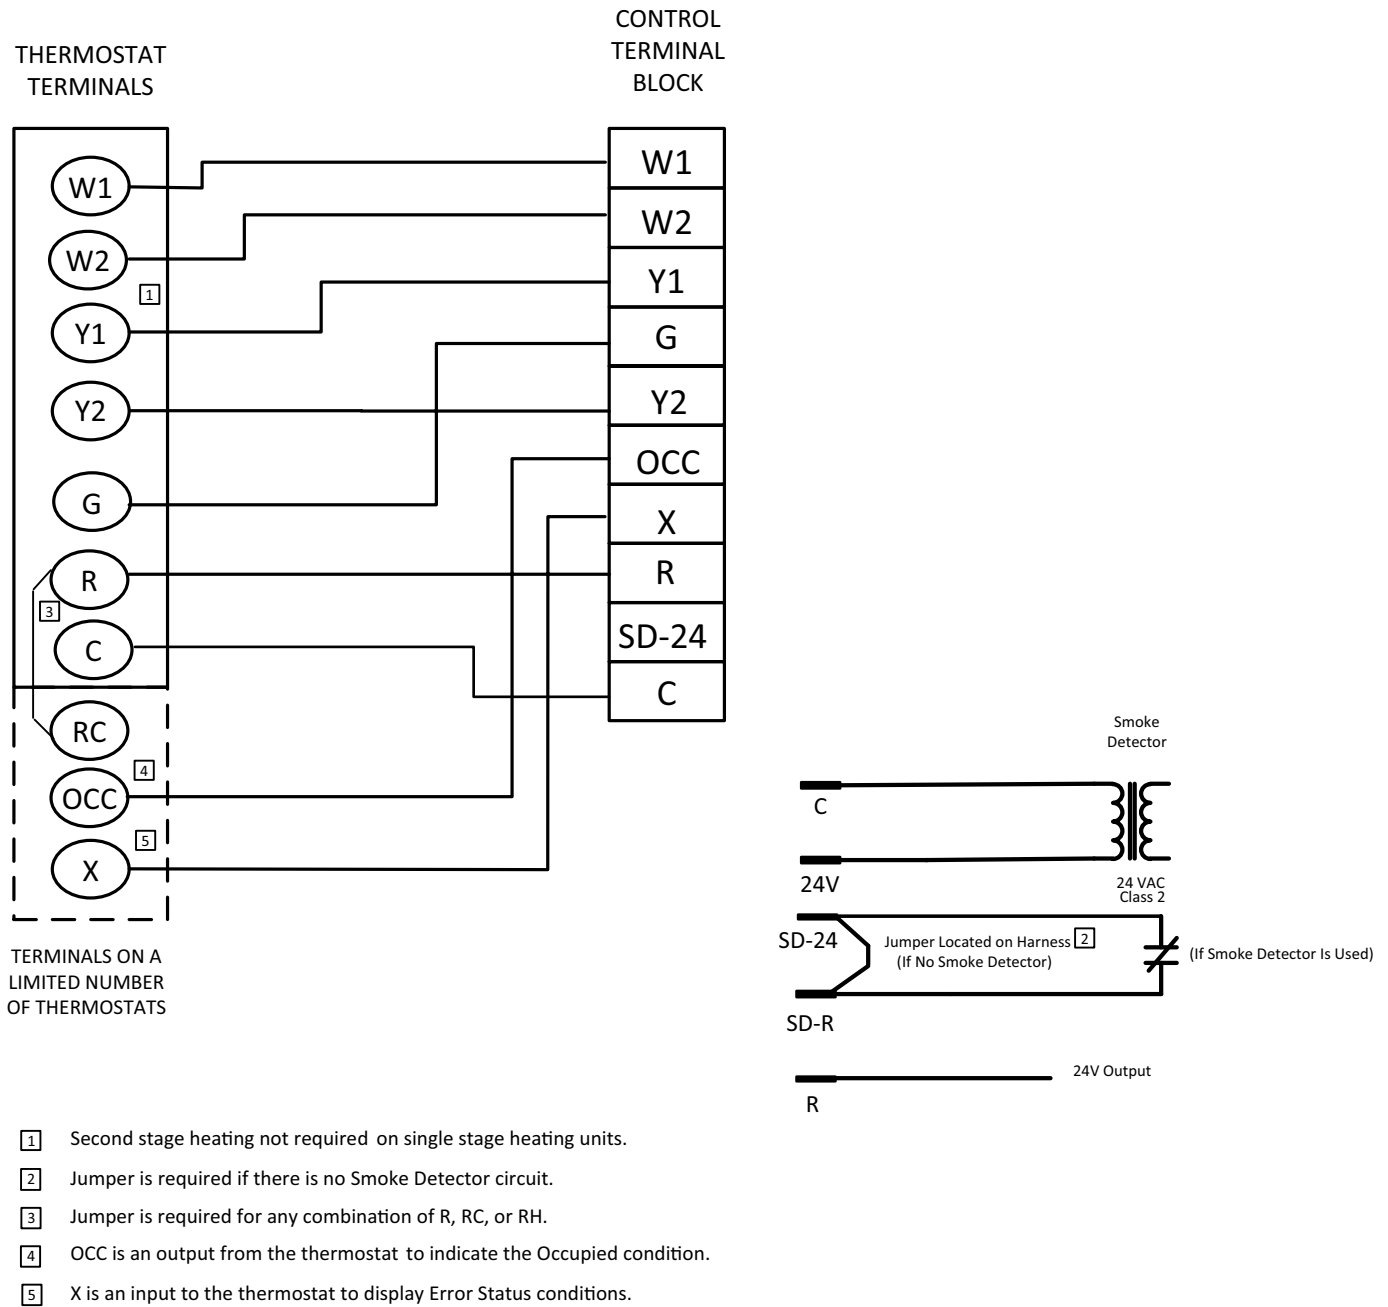 THERMOSTAT
TERMINALS
W1
W2
1
Y1
Y2
G
R
3
C
RC
4
OCC
5
X
TERMINALS ON A
LIMITED NUMBER
OF THERMOSTATS
CONTROL
TERMINAL
BLOCK
W1
W2
Y1
G
Y2
OCC
X
R
SD-24
C
Smoke
Detector
C
24V
24 VAC
Class 2
SD-24
Jumper Located on Harness 2
(If No Smoke Detector)
(If Smoke Detector Is Used)
SD-R
24V Output
R
1 Second stage heating not required on single stage heating units.
2 Jumper is required if there is no Smoke Detector circuit.
3 Jumper is required for any combination of R, RC, or RH.
4 OCC is an output from the thermostat to indicate the Occupied condition.
5 X is an input to the thermostat to display Error Status conditions.